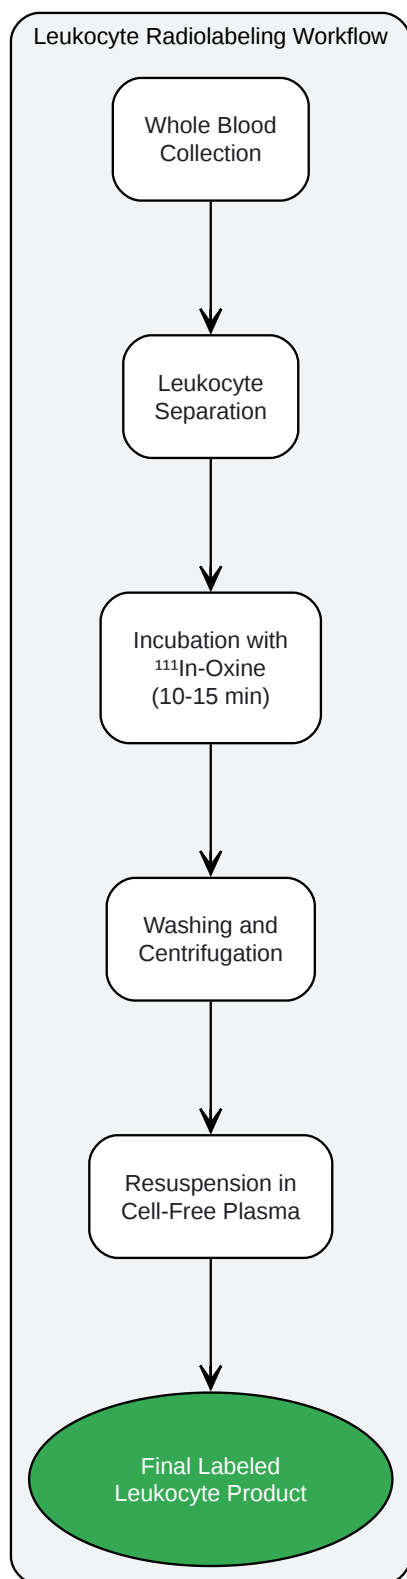 Leukocyte Radiolabeling Workflow
Whole Blood
Collection
Leukocyte
Separation
Incubation with
¹¹¹In-Oxine
(10-15 min)
Washing and
Centrifugation
Resuspension in
Cell-Free Plasma
Final Labeled
Leukocyte Product